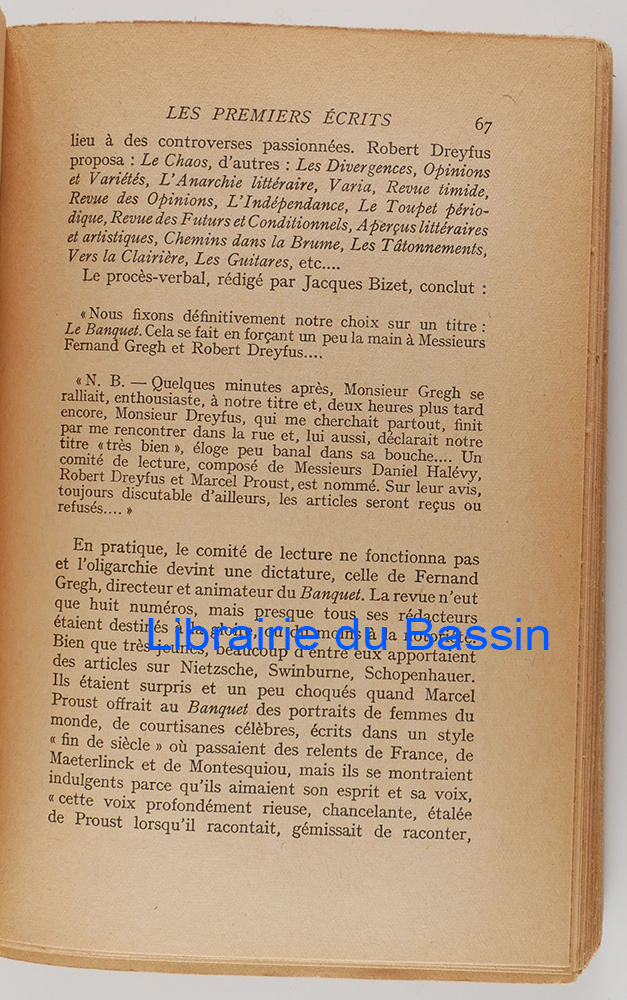 LES PREMIERS ÉCRITS 67
lieu à des controverses passionnées. Robert Dreyfus
proposa : Le Chaos, d'autres : Les Divergences, Opinions
et Variétés, L'Anarchie littéraire, Varia, Revue timide,
Revue des Opinions, L'Indépendance, Le Toupet pério-
dique, Revue des Futurs et Conditionnels, Aperçus littéraires
et artistiques, Chemins dans la Brume, Les Tâtonnements,
Vers la Clairière, Les Guitares, etc....
Le procès-verbal, rédigé par Jacques Bizet, conclut :
« Nous fixons définitivement notre choix sur un titre :
Le Banquet. Cela se fait en forçant un peu la main à Messieurs
Fernand Gregh et Robert Dreyfus....
« N. B. — Quelques minutes après, Monsieur Gregh se
ralliait, enthousiaste, à notre titre et, deux heures plus tard
encore, Monsieur Dreyfus, qui me cherchait partout, finit
par me rencontrer dans la rue et, lui aussi, déclarait notre
titre « très bien », éloge peu banal dans sa bouche.... Un
comité de lecture, composé de Messieurs Daniel Halévy,
Robert Dreyfus et Marcel Proust, est nommé. Sur leur avis,
toujours discutable d'ailleurs, les articles seront reçus ou
refusés.... »
En pratique, le comité de lecture ne fonctionna pas
et l'oligarchie devint une dictature, celle de Fernand
Gregh, directeur et animateur du Banquet. La revue n'eut
que huit numéros, mais presque tous ses rédacteurs
étaient destinés à la gloire ou du moins à la notoriété.
Librairie du Bassin
Bien que très jeunes, beaucoup d'entre eux apportaient
des articles sur Nietzsche, Swinburne, Schopenhauer.
Ils étaient surpris et un peu choqués quand Marcel
Proust offrait au Banquet des portraits de femmes du
monde, de courtisanes célèbres, écrits dans un style
« fin de siècle » où passaient des relents de France, de
Maeterlinck et de Montesquiou, mais ils se montraient
indulgents parce qu'ils aimaient son esprit et sa voix,
« cette voix profondément rieuse, chancelante, étalée
de Proust lorsqu'il racontait, gémissait de raconter,